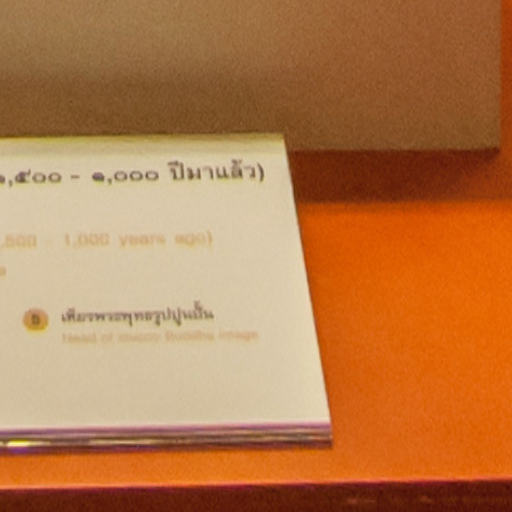 ๑,๕๐๐ - ๑,๐๐๐ ปีมาแล้ว)
,500 - 1,000 years ago)
5 เศียรพระพุทธรูปปูนปั้น
Head of stucco Buddha image